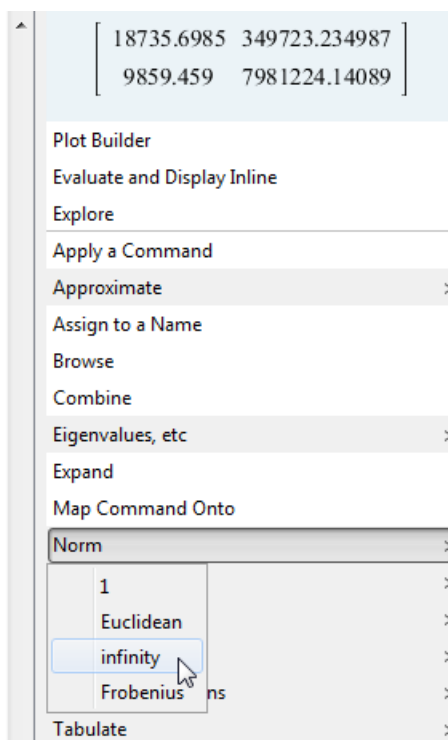 18735.6985 349723.234987
9859.459 7981224.14089
Plot Builder
Evaluate and Display Inline
Explore
Apply a Command
Approximate
Assign to a Name
Browse
Combine
Eigenvalues, etc
Expand
Map Command Onto
Norm
1
Euclidean
infinity
Frobenius
Tabulate